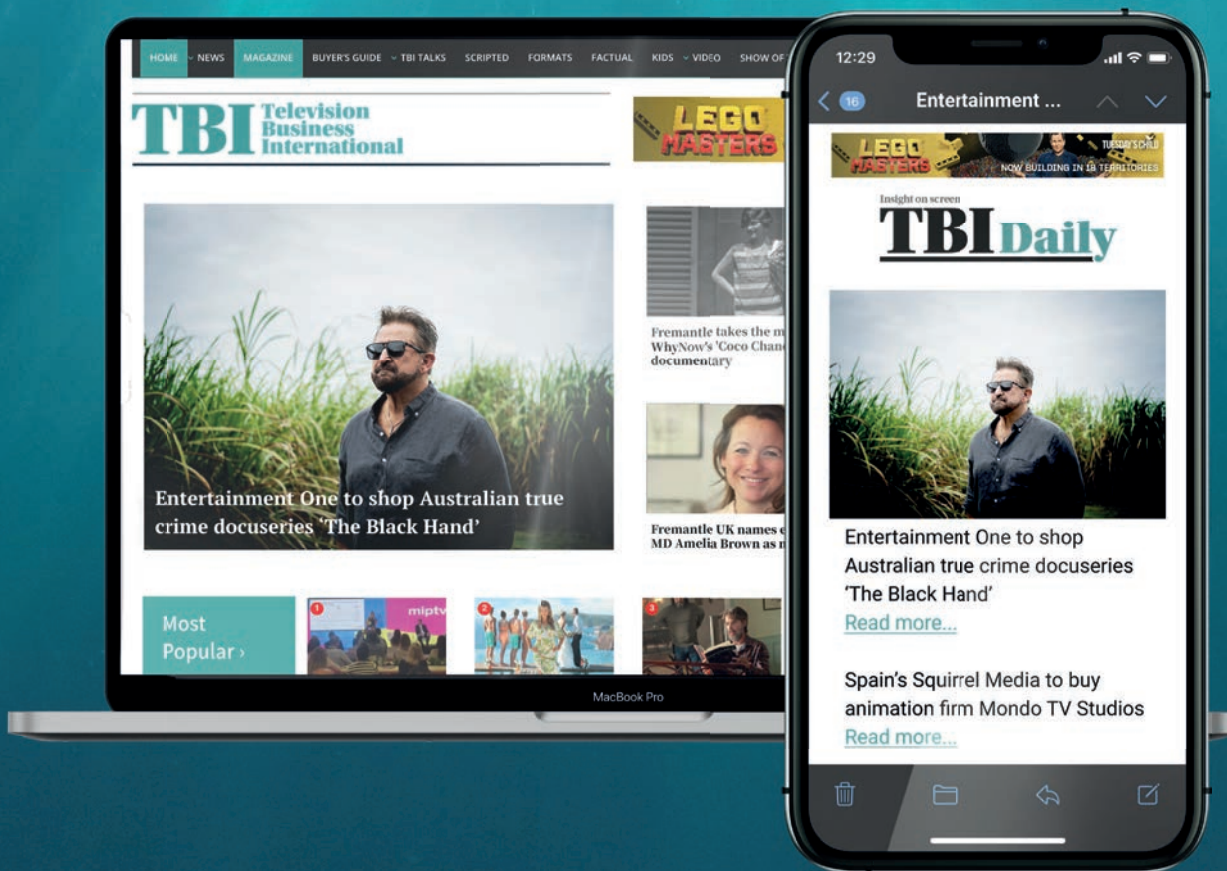 HOME NEWS MAGAZINE BUYER'S GUIDE TBI TALKS SCRIPTED FORMATS FACTUAL KIDS VIDEO SHOW OF
TBI Television
Business
International
LEGO
MASTERS
Entertainment One to shop Australian true
crime docuseries 'The Black Hand'
Fremantle takes the
WhyNow's 'Coco
documentary
Fremantle UK names
MD Amelia Brown as
Most
Popular ›
1
miptv
2
3
MacBook Pro
12:29
16
Entertainment ...
LEGO
MASTERS
TUESDAY'S CHILD
NOW BUILDING IN 18 TERRITORIES
Insight on screen
TBI Daily
Entertainment One to shop
Australian true crime docuseries
'The Black Hand'
Read more...
Spain's Squirrel Media to buy
animation firm Mondo TV Studios
Read more...